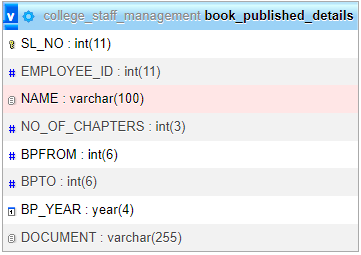 v college_staff_management book_published_details
SL_NO : int(11)
# EMPLOYEE_ID : int(11)
NAME : varchar(100)
# NO_OF_CHAPTERS : int(3)
# BPFROM : int(6)
# BPTO : int(6)
BP_YEAR : year(4)
DOCUMENT : varchar(255)